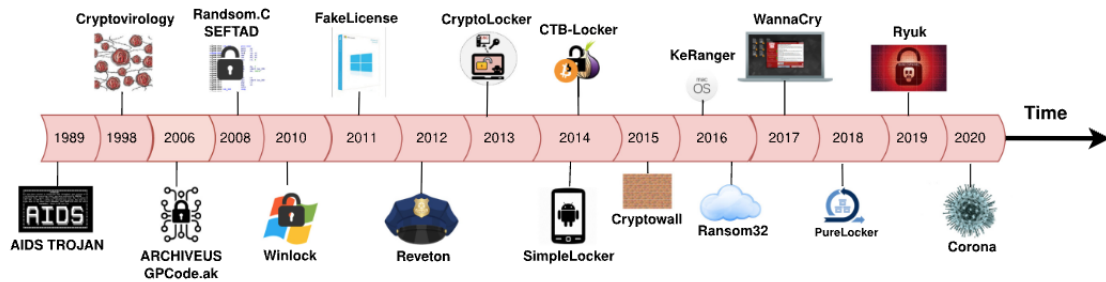 Cryptovirology
Randsom.C
SEFTAD
FakeLicense
CryptoLocker
CTB-Locker
KeRanger
WannaCry
Ryuk
mac
OS
Time
1989 1998 2006 2008 2010 2011 2012 2013 2014 2015 2016 2017 2018 2019 2020
AIDS
AIDS TROJAN
ARCHIVEUS
GPCode.ak
Winlock
Reveton
SimpleLocker
Cryptowall
Ransom32
PureLocker
Corona